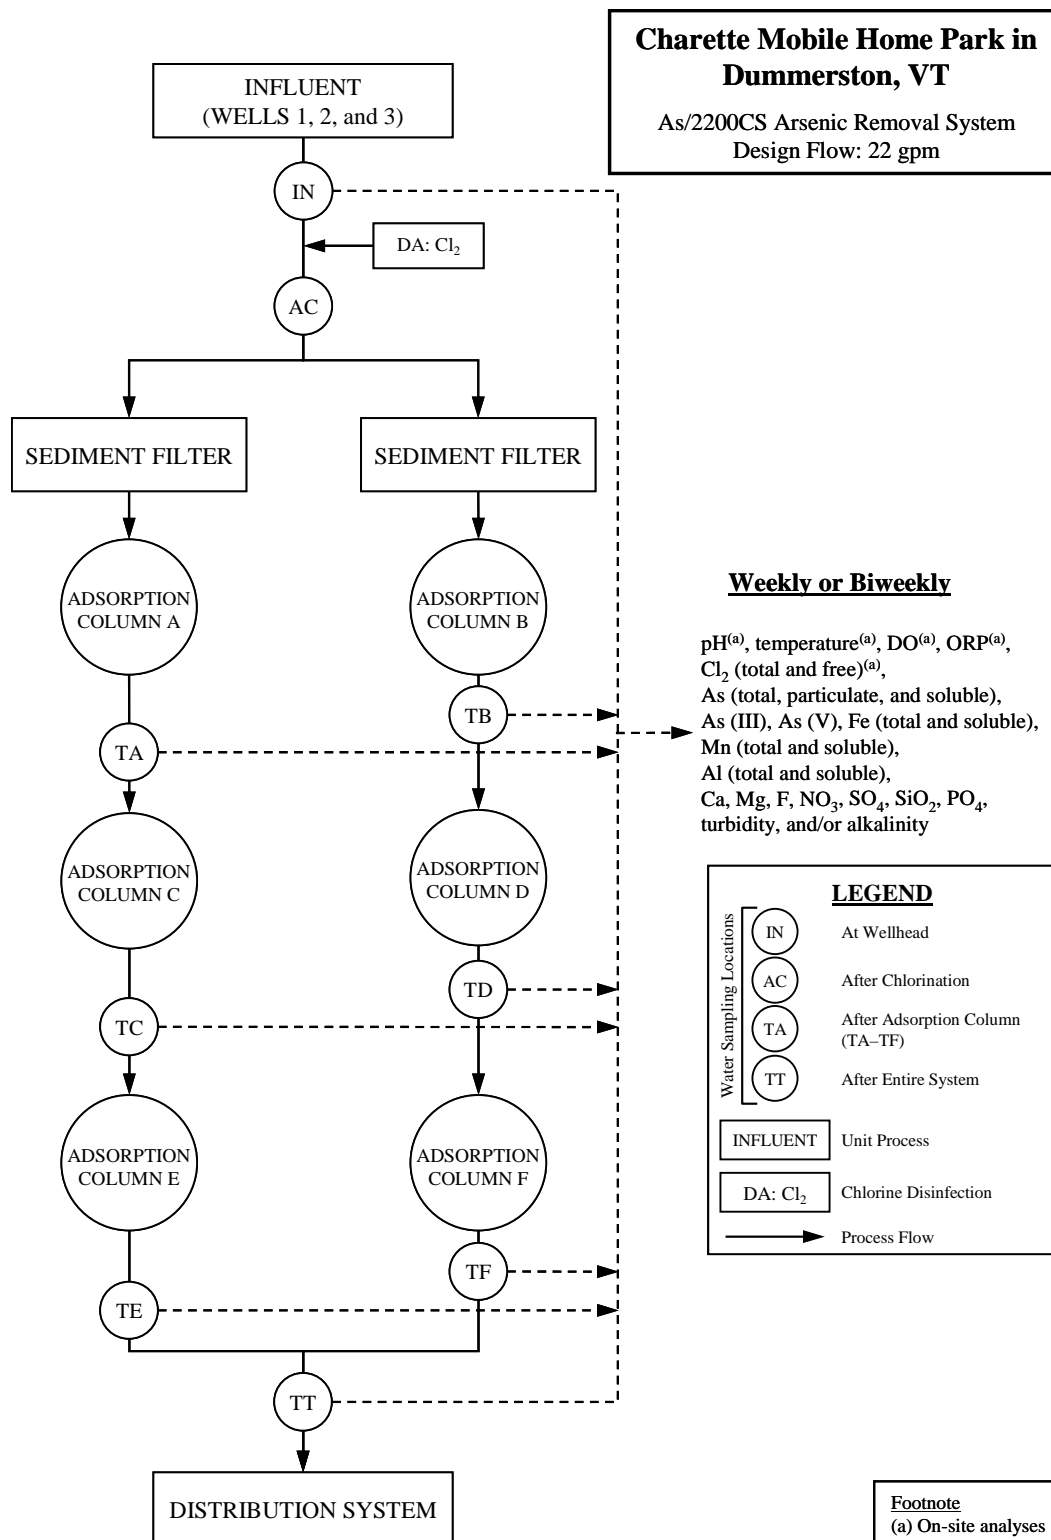 Charette Mobile Home Park in
Dummerston, VT
As/2200CS Arsenic Removal System
Design Flow: 22 gpm
INFLUENT
(WELLS 1, 2, and 3)
IN
DA: Cl₂
AC
SEDIMENT FILTER
SEDIMENT FILTER
ADSORPTION
COLUMN A
ADSORPTION
COLUMN B
TB
TA
ADSORPTION
COLUMN C
ADSORPTION
COLUMN D
TD
TC
ADSORPTION
COLUMN E
ADSORPTION
COLUMN F
TF
TE
TT
DISTRIBUTION SYSTEM
Weekly or Biweekly
pH(a), temperature(a), DO(a), ORP(a),
Cl₂ (total and free)(a),
As (total, particulate, and soluble),
As (III), As (V), Fe (total and soluble),
Mn (total and soluble),
Al (total and soluble),
Ca, Mg, F, NO₃, SO₄, SiO₂, PO₄,
turbidity, and/or alkalinity
LEGEND
Water Sampling Locations
IN At Wellhead
AC After Chlorination
TA After Adsorption Column
(TA–TF)
TT After Entire System
INFLUENT Unit Process
DA: Cl₂ Chlorine Disinfection
Process Flow
Footnote
(a) On-site analyses